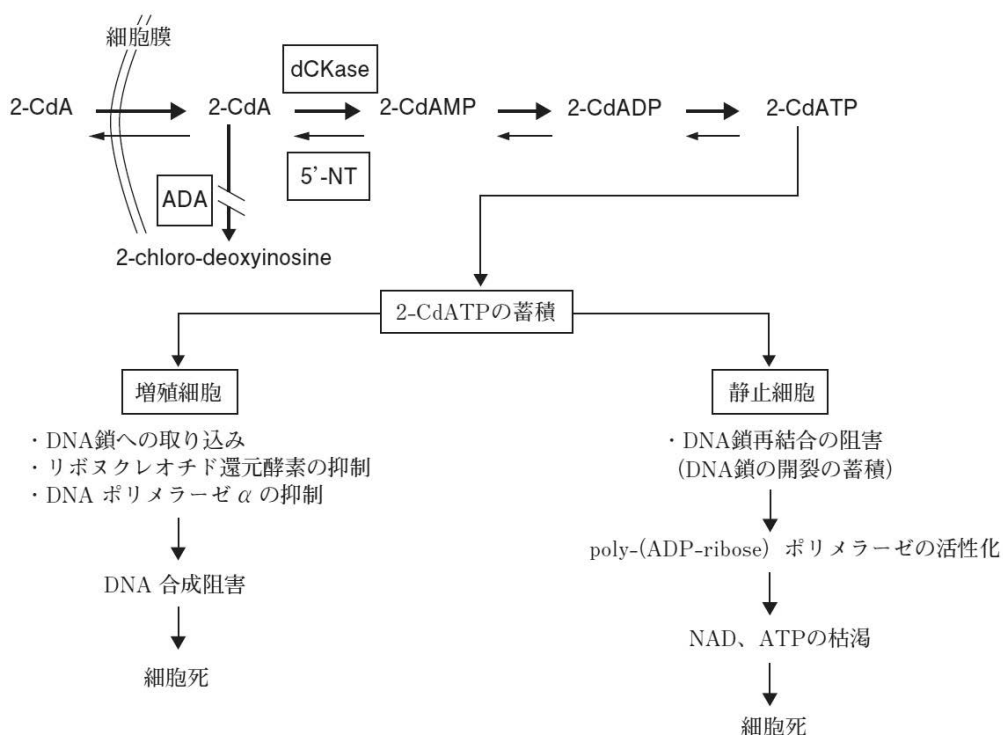 細胞膜
dCKase
2-CdA
2-CdA
2-CdAMP
2-CdADP
2-CdATP
5’-NT
ADA
2-chloro-deoxyinosine
2-CdATPの蓄積
増殖細胞
・DNA鎖への取り込み
・リボヌクレオチド還元酵素の抑制
・DNA ポリメラーゼ α の抑制
DNA 合成阻害
細胞死
静止細胞
・DNA鎖再結合の阻害
(DNA鎖の開裂の蓄積)
poly-(ADP-ribose) ポリメラーゼの活性化
NAD、ATPの枯渇
細胞死